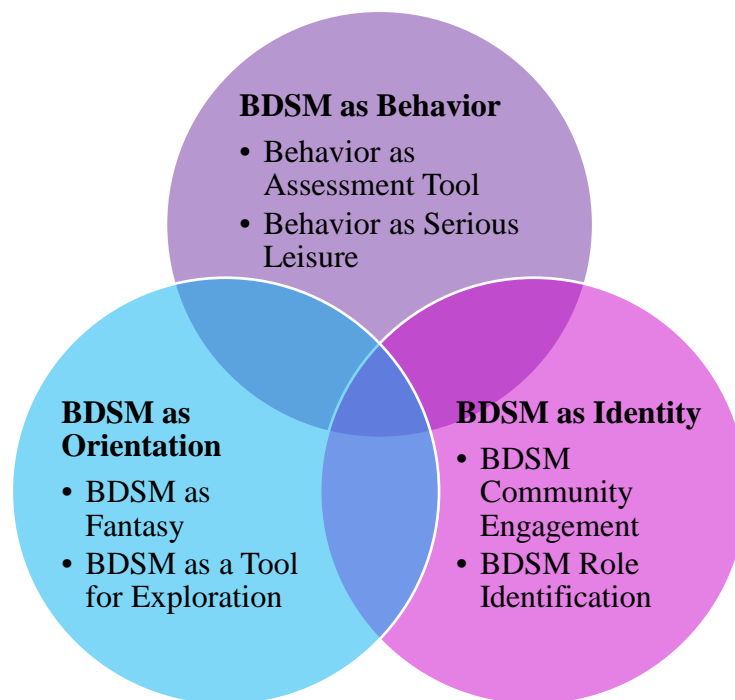 BDSM as Behavior
• Behavior as
Assessment Tool
• Behavior as Serious
Leisure
BDSM as
Orientation
• BDSM as
Fantasy
• BDSM as a Tool
for Exploration
BDSM as Identity
• BDSM
Community
Engagement
• BDSM Role
Identification